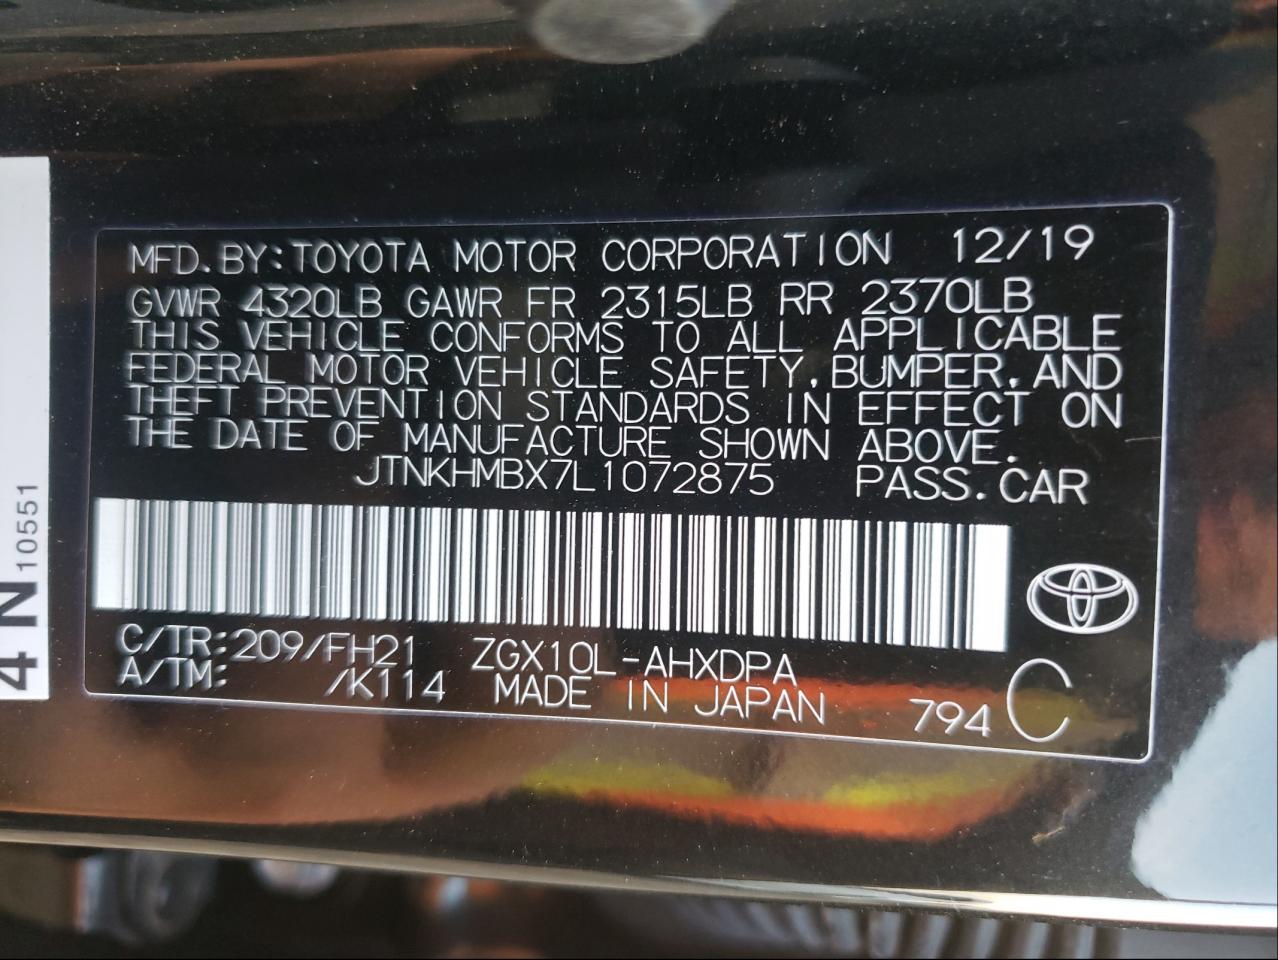 MFD.BY:TOYOTA MOTOR CORPORATION 12/19
GVWR 4320LB GAWR FR 2315LB RR 2370LB
THIS VEHICLE CONFORMS TO ALL APPLICABLE
FEDERAL MOTOR VEHICLE SAFETY,BUMPER,AND
THEFT PREVENTION STANDARDS IN EFFECT ON
THE DATE OF MANUFACTURE SHOWN ABOVE.
JTNKHMBX7L1072875 PASS.CAR
C/TR:209/FH21 ZGX10L-AHXDPA
A/TM: /K114 MADE IN JAPAN 794 C
4 N 10551